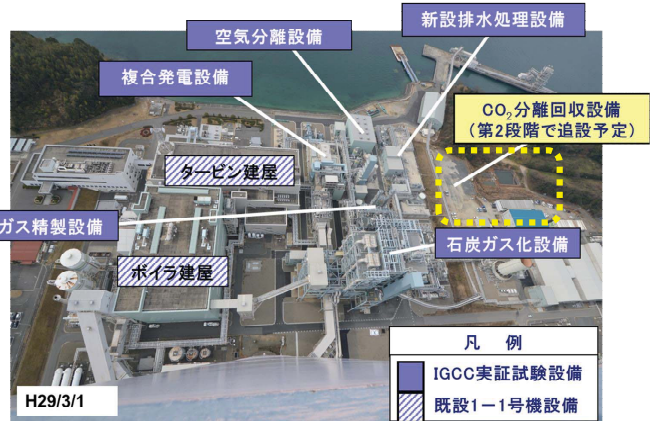 新設排水処理設備
空気分離設備
複合発電設備
CO₂分離回収設備
(第2段階で追設予定)
タービン建屋
ガス精製設備
石炭ガス化設備
ボイラ建屋
凡 例
IGCC実証試験設備
既設1-1号機設備
H29/3/1